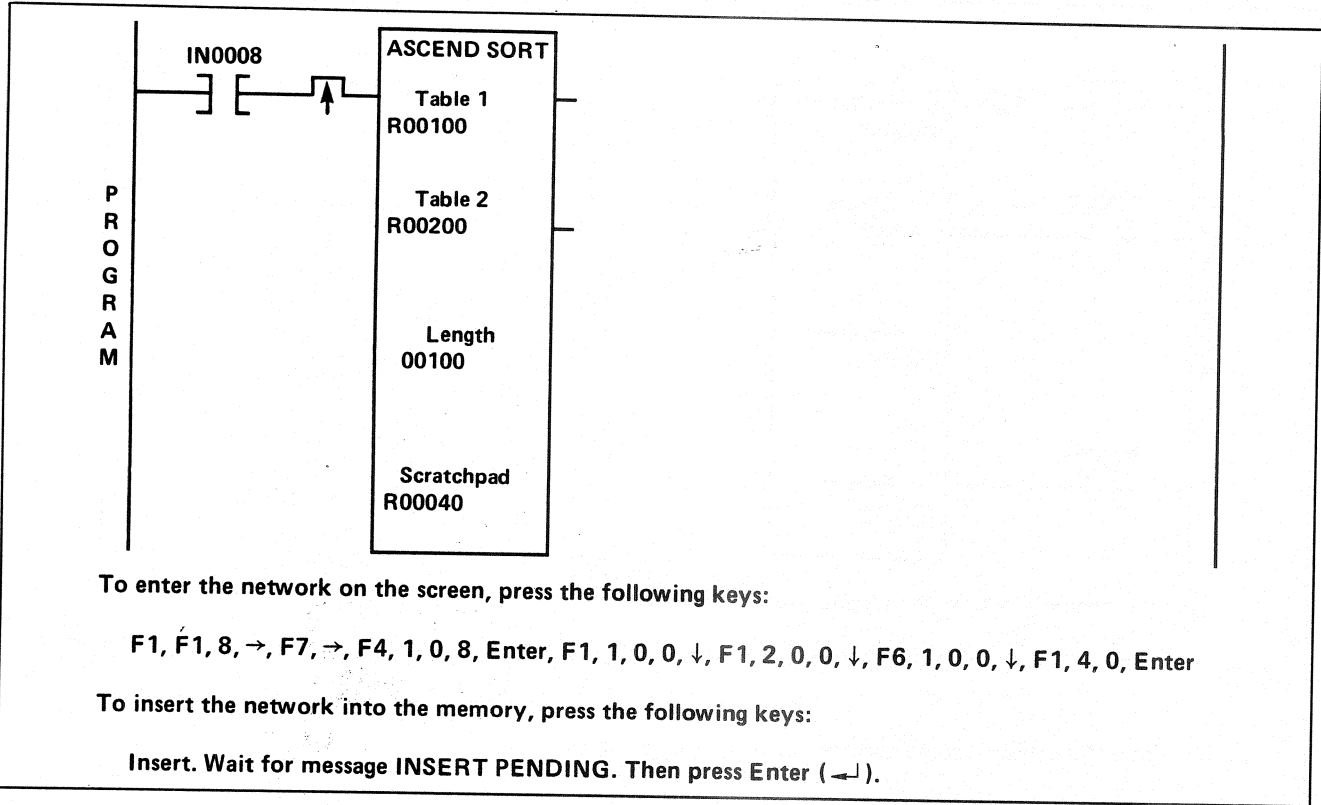 IN0008
ASCEND SORT
Table 1
R00100
Table 2
R00200
Length
00100
Scratchpad
R00040
PROGRAM
To enter the network on the screen, press the following keys:
F1, F1, 8, →, F7, →, F4, 1, 0, 8, Enter, F1, 1, 0, 0, ↓, F1, 2, 0, 0, ↓, F6, 1, 0, 0, ↓, F1, 4, 0, Enter
To insert the network into the memory, press the following keys:
Insert. Wait for message INSERT PENDING. Then press Enter (↵).